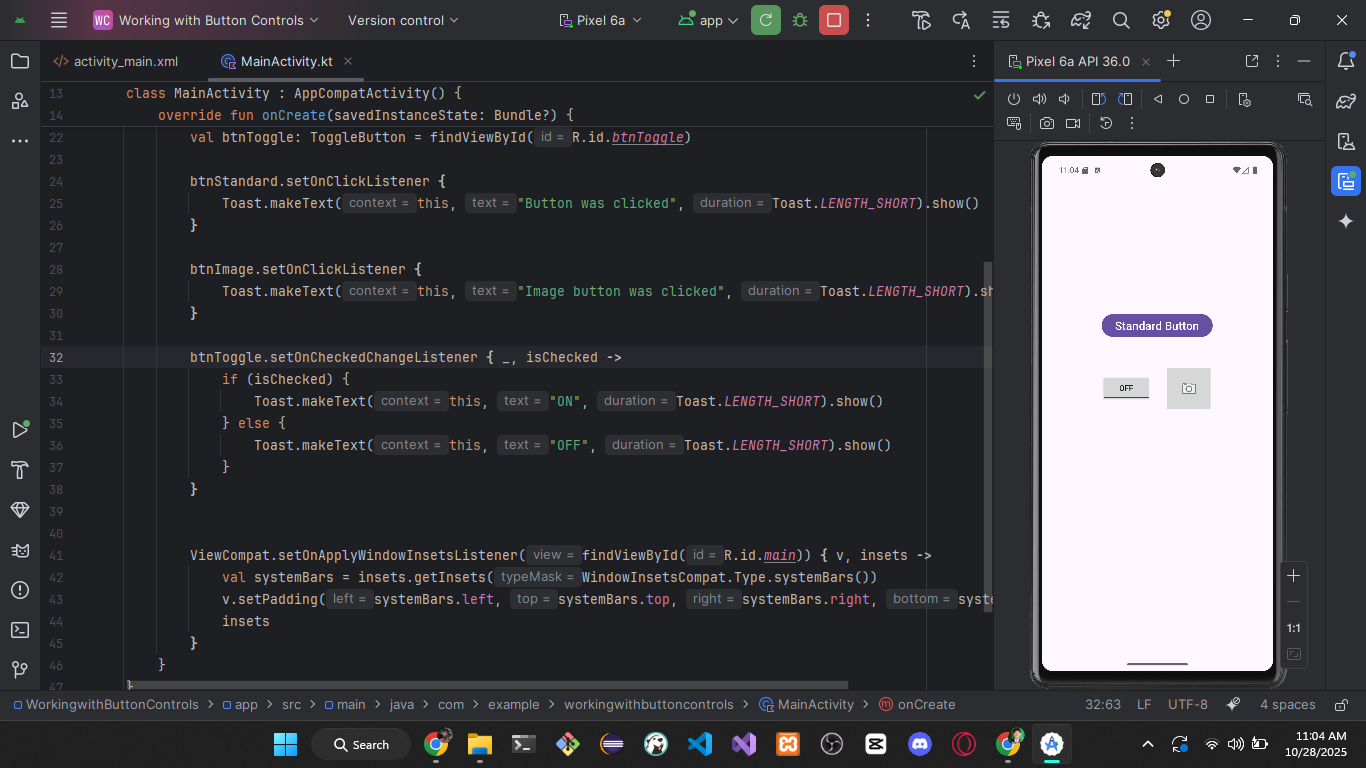 WC Working with Button Controls Version control Pixel 6a app
activity_main.xml MainActivity.kt Pixel 6a API 36.0
13 class MainActivity : AppCompatActivity() {
14 override fun onCreate(savedInstanceState: Bundle?) {
22 val btnToggle: ToggleButton = findViewById( id = R.id.btnToggle)
23
24 btnStandard.setOnClickListener {
25 Toast.makeText( context = this, text = "Button was clicked", duration = Toast.LENGTH_SHORT).show()
26 }
27
28 btnImage.setOnClickListener {
29 Toast.makeText( context = this, text = "Image button was clicked", duration = Toast.LENGTH_SHORT).sh
30 }
31
32 btnToggle.setOnCheckedChangeListener { _, isChecked ->
33 if (isChecked) {
34 Toast.makeText( context = this, text = "ON", duration = Toast.LENGTH_SHORT).show()
35 } else {
36 Toast.makeText( context = this, text = "OFF", duration = Toast.LENGTH_SHORT).show()
37 }
38 }
39
40
41 ViewCompat.setOnApplyWindowInsetsListener( view = findViewById( id = R.id.main)) { v, insets ->
42 val systemBars = insets.getInsets( typeMask = WindowInsetsCompat.Type.systemBars())
43 v.setPadding( left = systemBars.left, top = systemBars.top, right = systemBars.right, bottom = syste
44 insets
45 }
46 }
47 }
11:04
Standard Button
OFF
1:1
WorkingwithButtonControls > app > src > main > java > com > example > workingwithbuttoncontrols > MainActivity > onCreate 32:63 LF UTF-8 4 spaces
Search
11:04 AM
10/28/2025